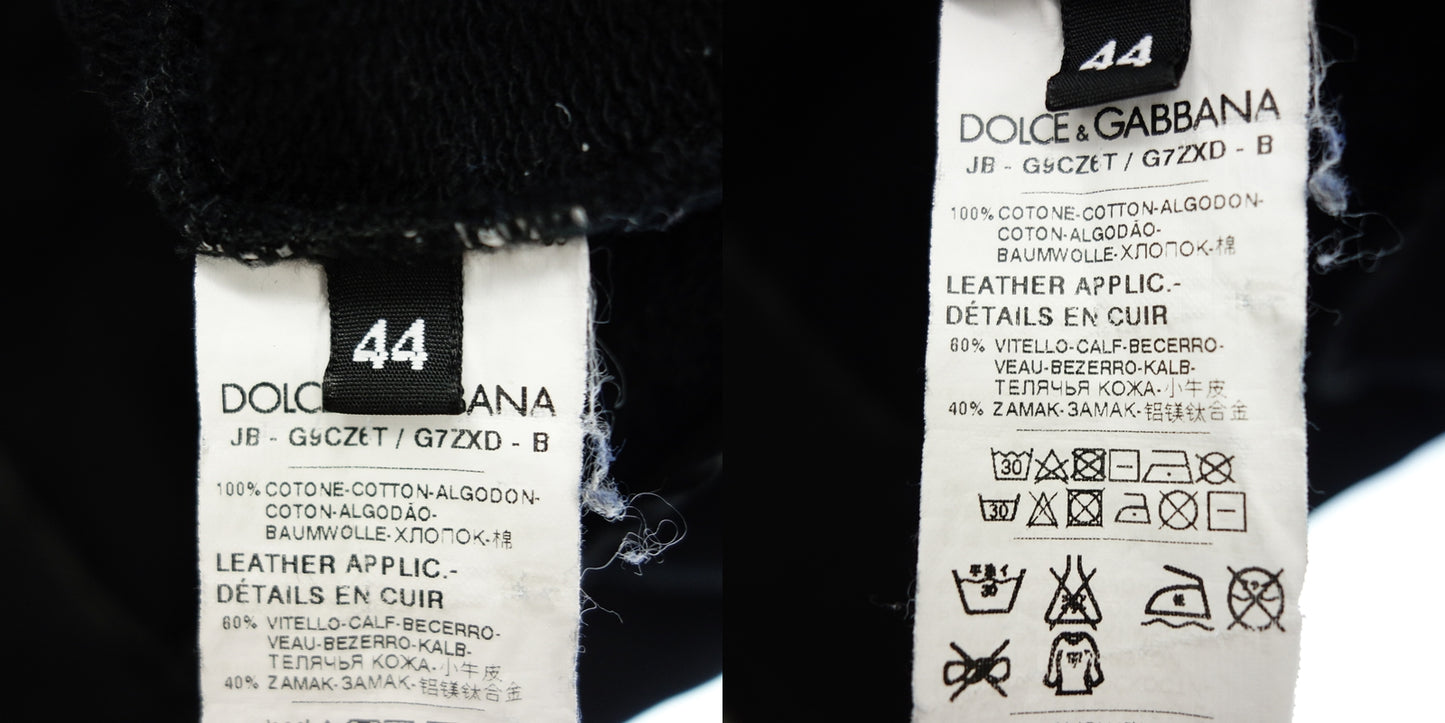 44
DOLC ANA
JB - G9CZ6T / G7ZXD - B
100% COTONE-COTTON-ALGODON-
COTON-ALGODÃO-
BAUMWOLLE-ХЛОПОК-棉
LEATHER APPLIC.-
DÉTAILS EN CUIR
60% VITELLO-CALF-BECERRO-
VEAU-BEZERRO-KALB-
ТЕЛЯЧЬЯ КОЖА-小牛皮
40% ZAMAK-ЗАМАК-铝镁钛合金
44
DOLCE & GABBANA
JB - G9CZ6T / G7ZXD - B
100% COTONE-COTTON-ALGODON-
COTON-ALGODÃO-
BAUMWOLLE-ХЛОПОК-棉
LEATHER APPLIC.-
DÉTAILS EN CUIR
60% VITELLO-CALF-BECERRO-
VEAU-BEZERRO-KALB-
ТЕЛЯЧЬЯ КОЖА-小牛皮
40% ZAMAK-ЗАМАК-铝镁钛合金
30
30
30